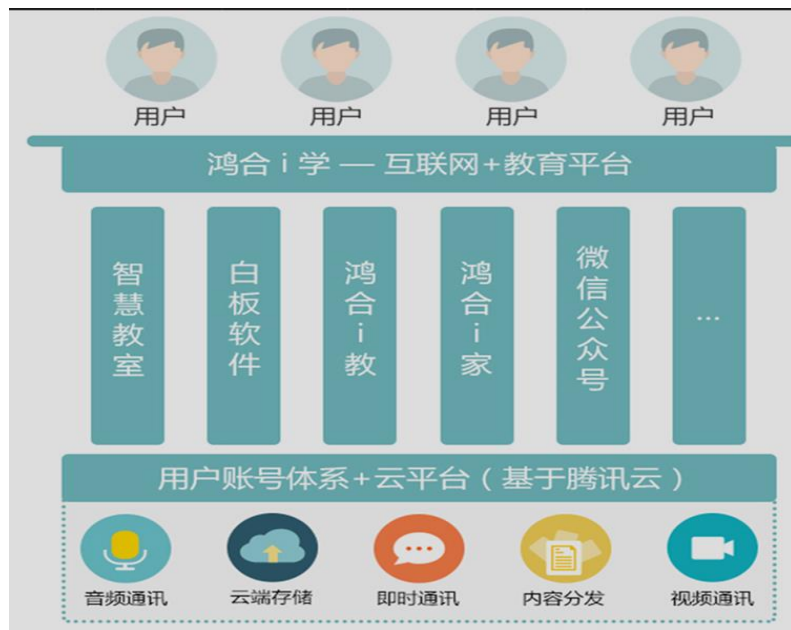 用户 用户 用户 用户
鸿合 i 学 — 互联网+教育平台
智慧教室
白板软件
鸿合i教
鸿合i家
微信公众号
...
用户账号体系+云平台（基于腾讯云）
音频通讯 云端存储 即时通讯 内容分发 视频通讯